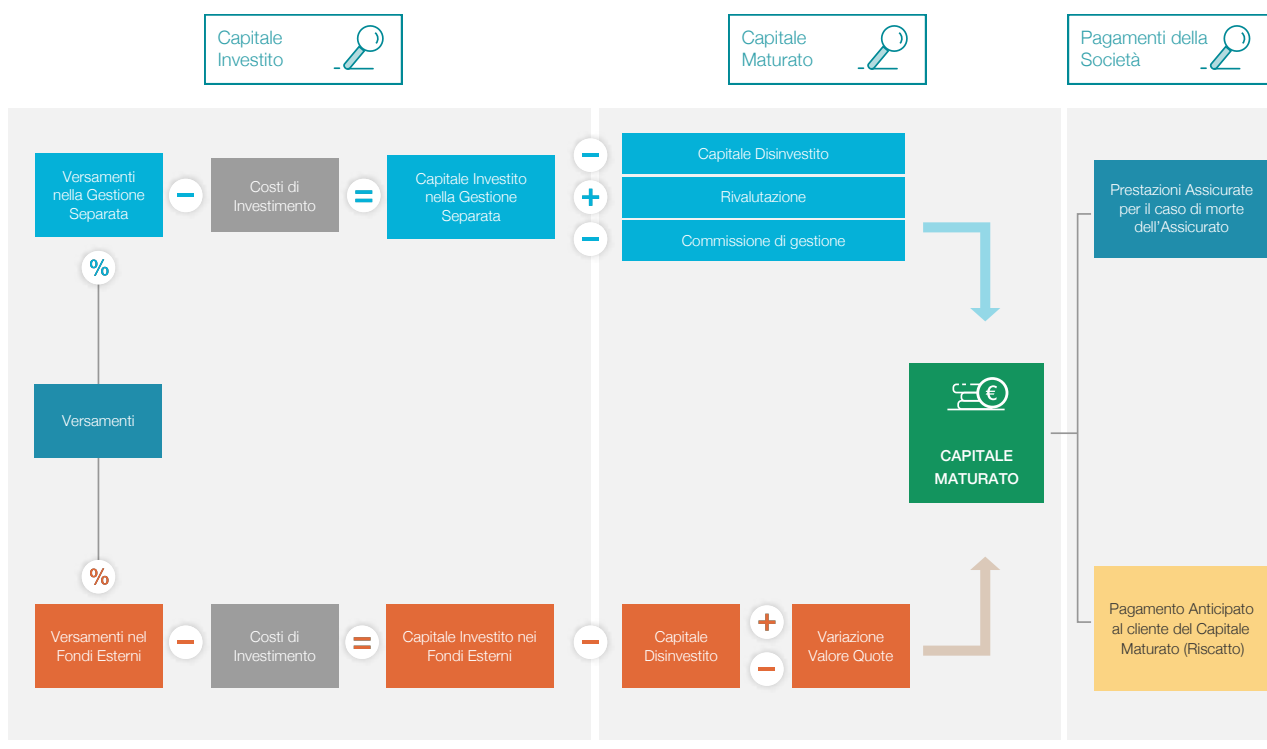 Capitale
Investito
Capitale
Maturato
Pagamenti della
Società
Versamenti
nella Gestione
Separata
−
Costi di
Investimento
=
Capitale Investito
nella Gestione
Separata
−
Capitale Disinvestito
+
Rivalutazione
−
Commissione di gestione
Prestazioni Assicurate
per il caso di morte
dell'Assicurato
%
Versamenti
€
CAPITALE
MATURATO
%
Versamenti nel
Fondi Esterni
−
Costi di
Investimento
=
Capitale Investito nei
Fondi Esterni
−
Capitale
Disinvestito
+
−
Variazione
Valore Quote
Pagamento Anticipato
al cliente del Capitale
Maturato (Riscatto)